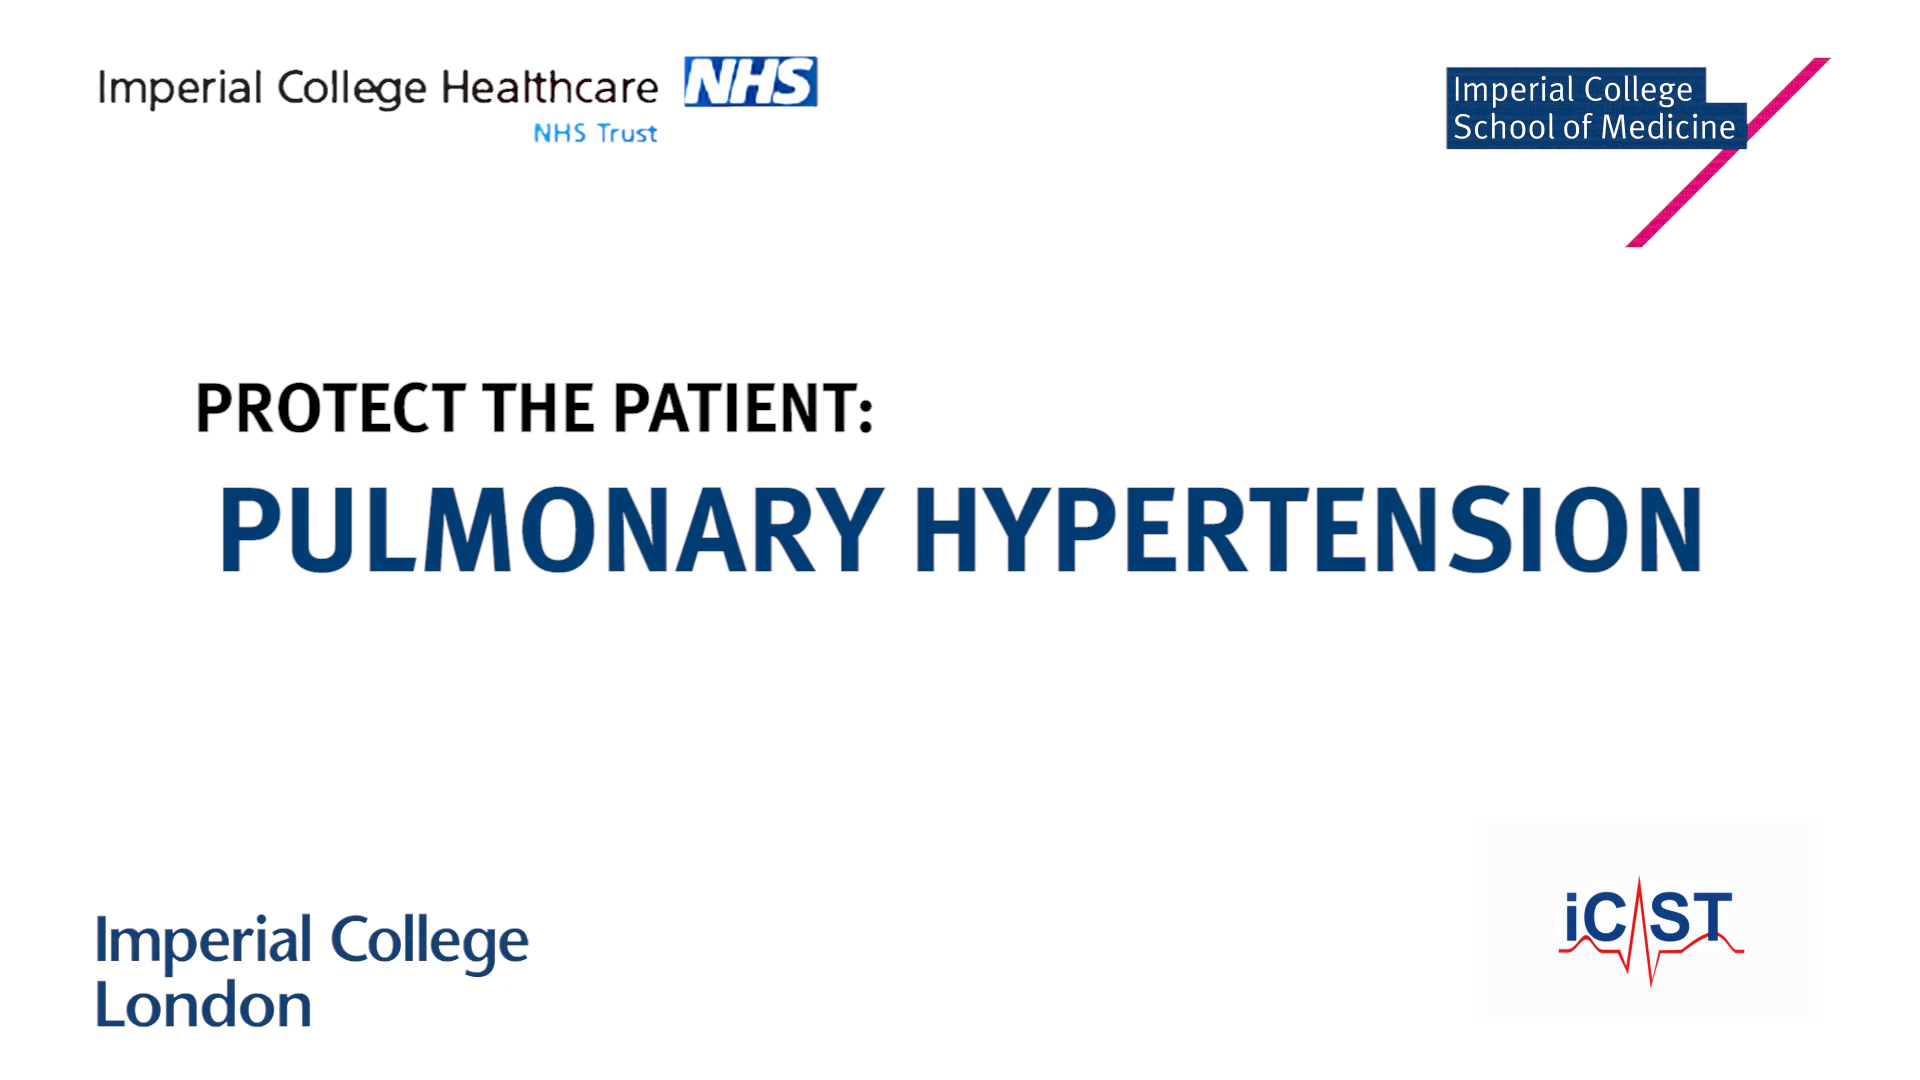 Imperial College Healthcare NHS
NHS Trust
Imperial College
School of Medicine
PROTECT THE PATIENT:
PULMONARY HYPERTENSION
Imperial College
London
iCST